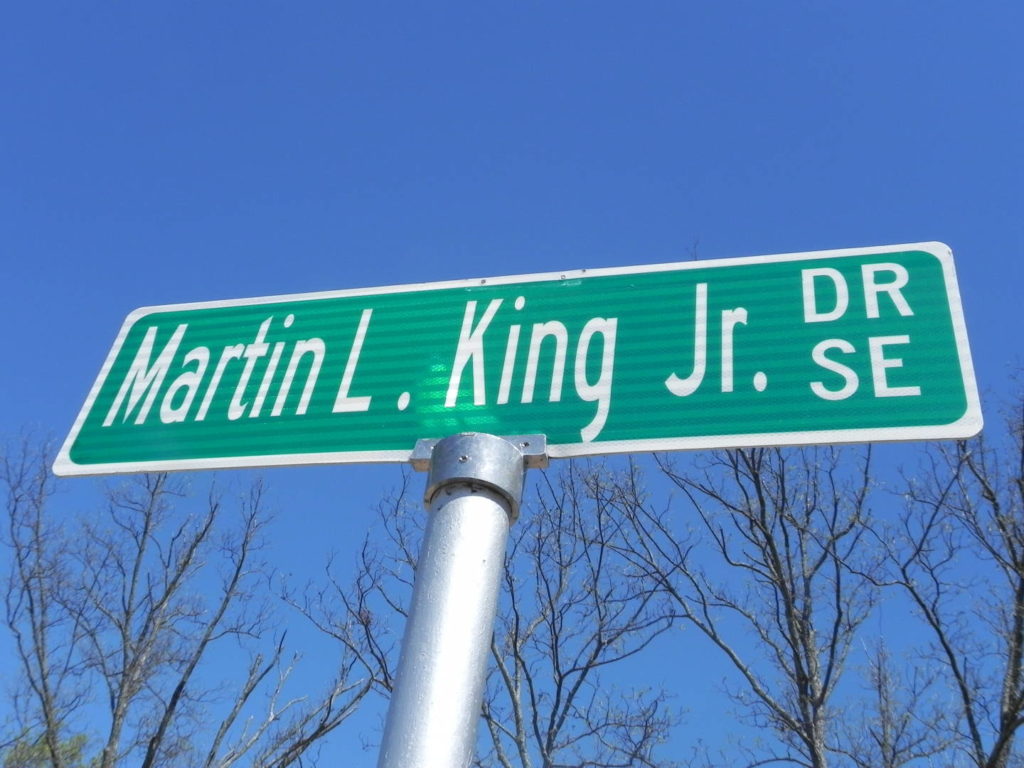 Martin L. King Jr. DR
SE